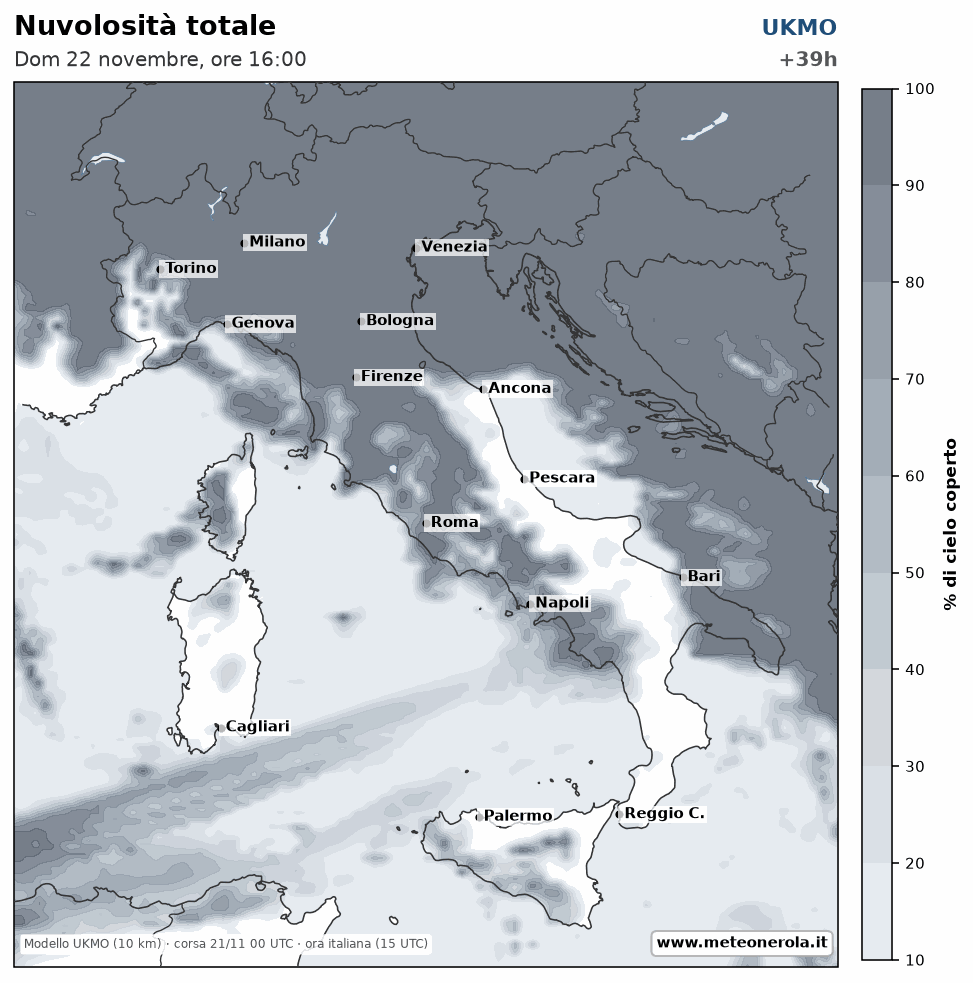 Nuvolosità totale
UKMO
Dom 22 novembre, ore 16:00
+39h
100
90
80
70
60
50
40
30
20
10
% di cielo coperto
Milano
Venezia
Torino
Genova
Bologna
Firenze
Ancona
Pescara
Roma
Bari
Napoli
Cagliari
Palermo
Reggio C.
Modello UKMO (10 km) · corsa 21/11 00 UTC · ora italiana (15 UTC)
www.meteonerola.it